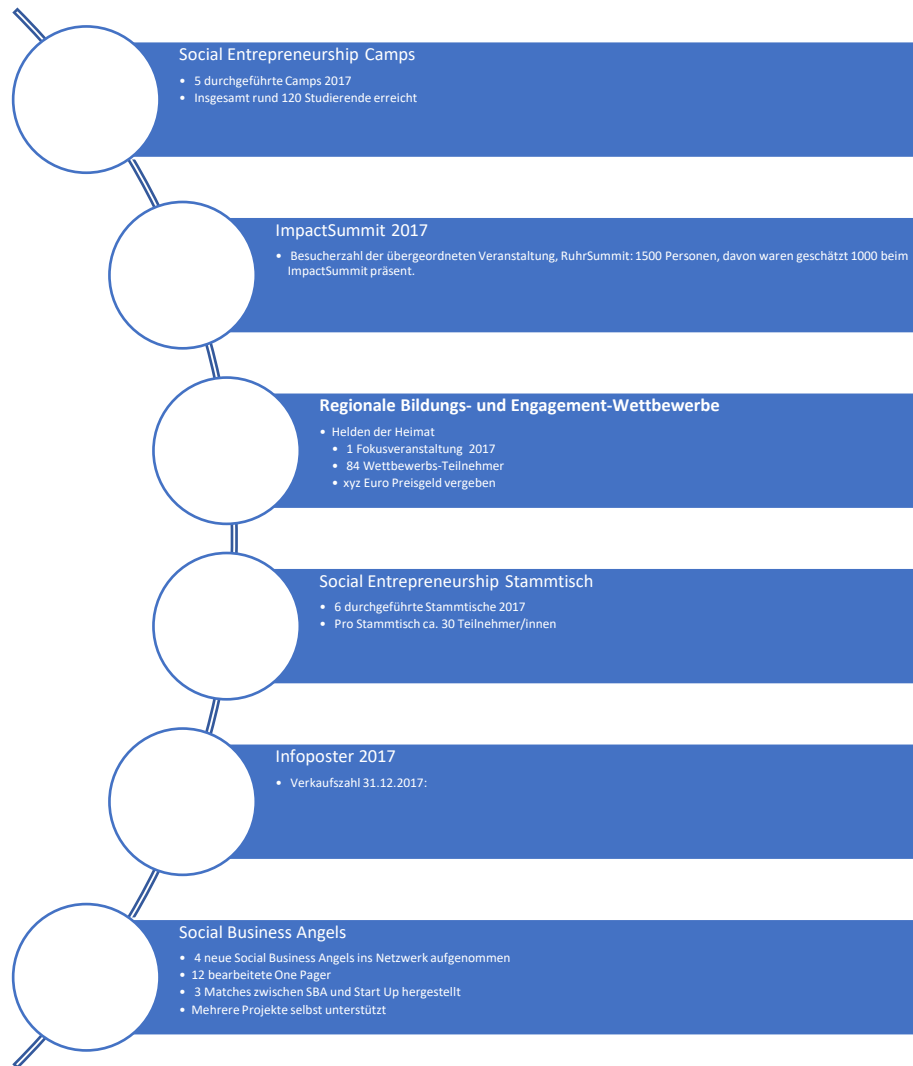 Social Entrepreneurship Camps
• 5 durchgeführte Camps 2017
• Insgesamt rund 120 Studierende erreicht
ImpactSummit 2017
• Besucherzahl der übergeordneten Veranstaltung, RuhrSummit: 1500 Personen, davon waren geschätzt 1000 beim
ImpactSummit präsent.
Regionale Bildungs- und Engagement-Wettbewerbe
• Helden der Heimat
• 1 Fokusveranstaltung 2017
• 84 Wettbewerbs-Teilnehmer
• xyz Euro Preisgeld vergeben
Social Entrepreneurship Stammtisch
• 6 durchgeführte Stammtische 2017
• Pro Stammtisch ca. 30 Teilnehmer/innen
Infoposter 2017
• Verkaufszahl 31.12.2017:
Social Business Angels
• 4 neue Social Business Angels ins Netzwerk aufgenommen
• 12 bearbeitete One Pager
• 3 Matches zwischen SBA und Start Up hergestellt
• Mehrere Projekte selbst unterstützt